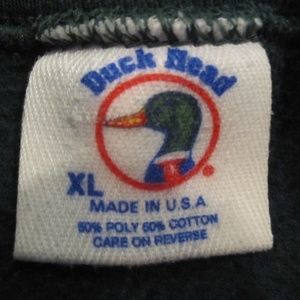 Duck Head
®
XL
MADE IN U.S.A
50% POLY 50% COTTON
CARE ON REVERSE